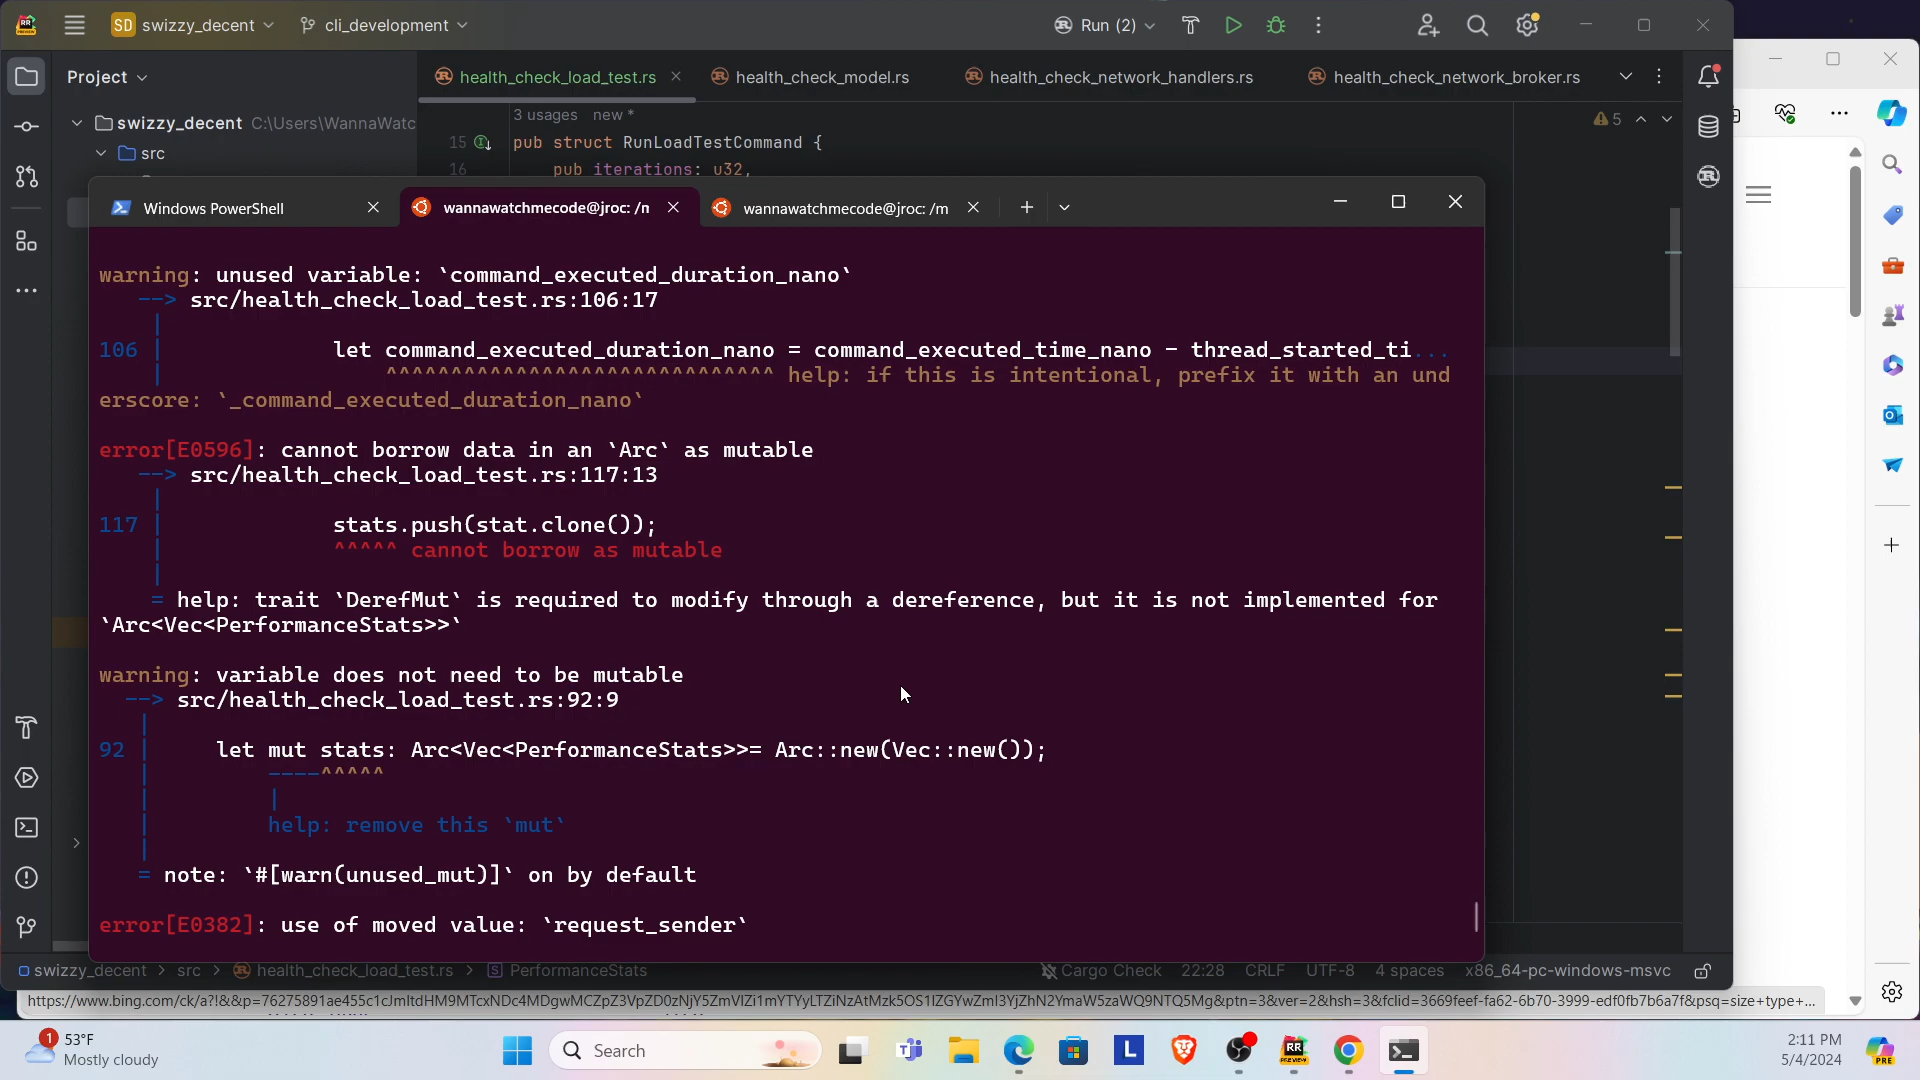 SD swizzy_decent
cli_development
Run (2)
Project
health_check_load_test.rs
health_check_model.rs
health_check_network_handlers.rs
health_check_network_broker.rs
swizzy_decent C:\Users\WannaWatc
src
3 usages new *
15 pub struct RunLoadTestCommand {
16 pub iterations: u32,
5
Windows PowerShell
wannawatchmecode@jroc: /n
wannawatchmecode@jroc: /m
warning: unused variable: `command_executed_duration_nano`
--> src/health_check_load_test.rs:106:17
|
106 | let command_executed_duration_nano = command_executed_time_nano - thread_started_ti...
| ^^^^^^^^^^^^^^^^^^^^^^^^^^^^^^ help: if this is intentional, prefix it with an und
erscore: `_command_executed_duration_nano`
error[E0596]: cannot borrow data in an `Arc` as mutable
--> src/health_check_load_test.rs:117:13
|
117 | stats.push(stat.clone());
| ^^^^^ cannot borrow as mutable
|
= help: trait `DerefMut` is required to modify through a dereference, but it is not implemented for
`Arc<Vec<PerformanceStats>>`
warning: variable does not need to be mutable
--> src/health_check_load_test.rs:92:9
|
92 | let mut stats: Arc<Vec<PerformanceStats>>= Arc::new(Vec::new());
| ----^^^^^
| |
| help: remove this `mut`
|
= note: `#[warn(unused_mut)]` on by default
error[E0382]: use of moved value: `request_sender`
swizzy_decent > src > health_check_load_test.rs > S PerformanceStats
Cargo Check 22:28 CRLF UTF-8 4 spaces x86_64-pc-windows-msvc
1
53°F
Mostly cloudy
Search
2:11 PM
5/4/2024